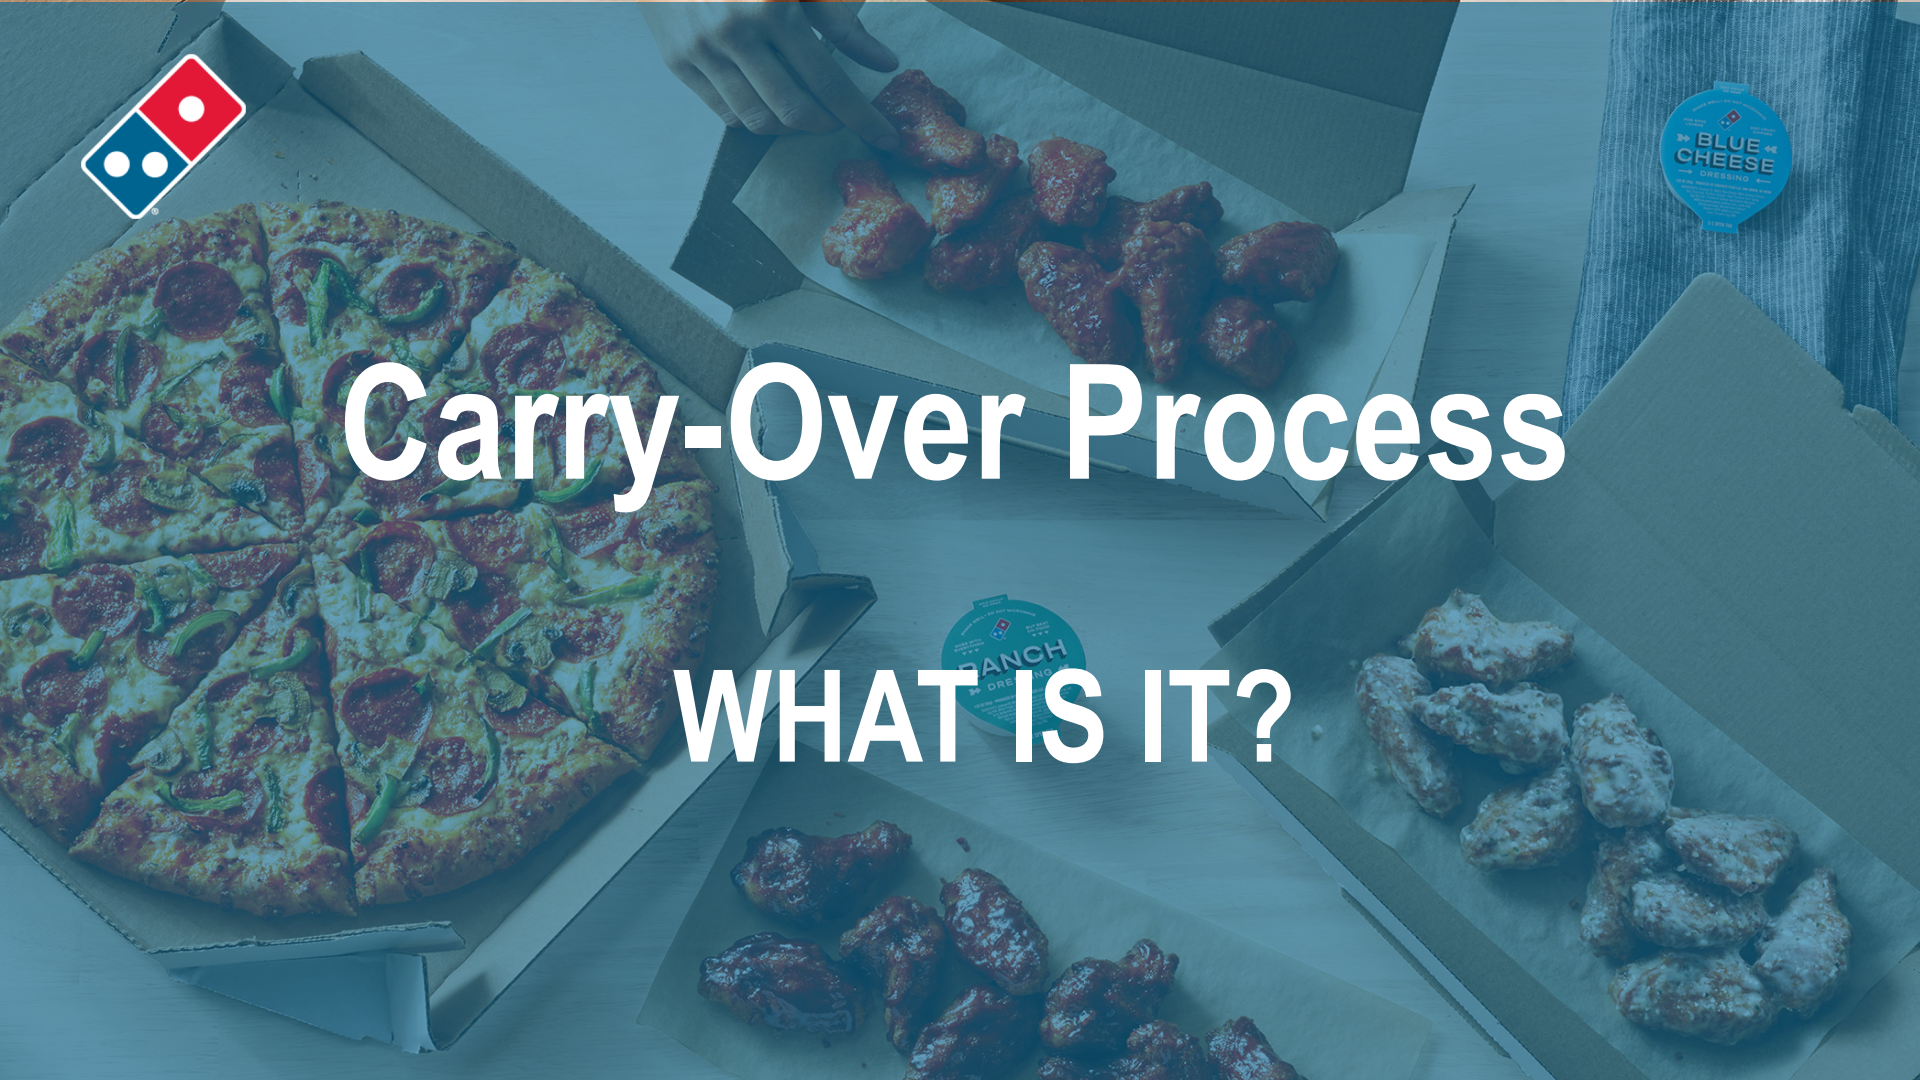 BLUE
CHEESE
DRESSING
Carry-Over Process
RANCH
DRESSING
WHAT IS IT?